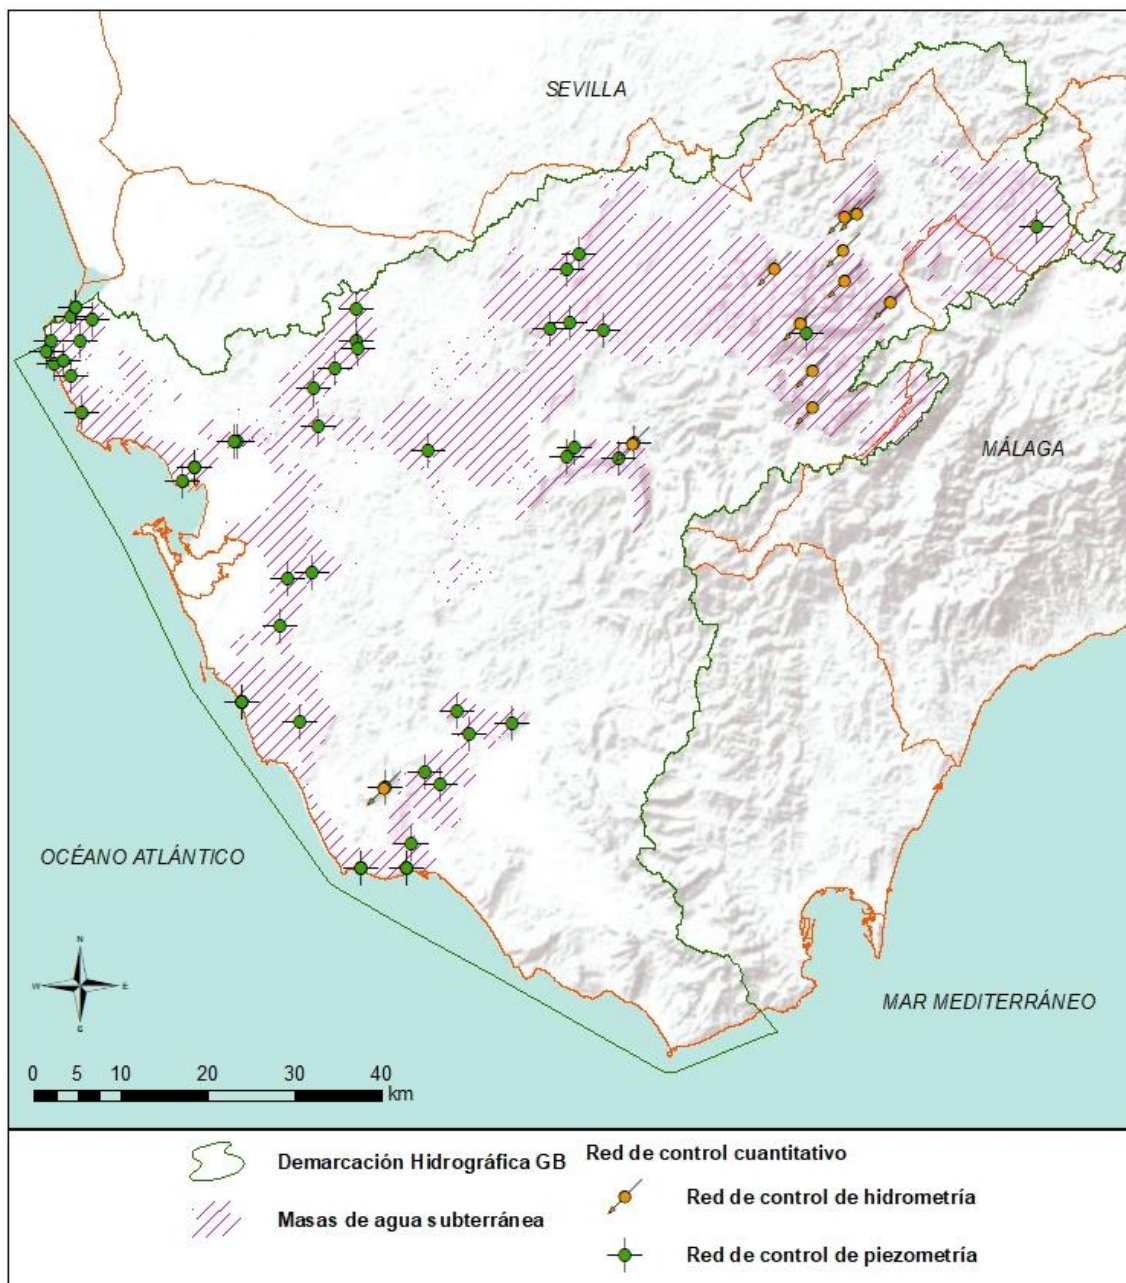 SEVILLA
MÁLAGA
OCÉANO ATLÁNTICO
N
W E
S
MAR MEDITERRÁNEO
0 5 10 20 30 40
km
Demarcación Hidrográfica GB
Masas de agua subterránea
Red de control cuantitativo
Red de control de hidrometría
Red de control de piezometría